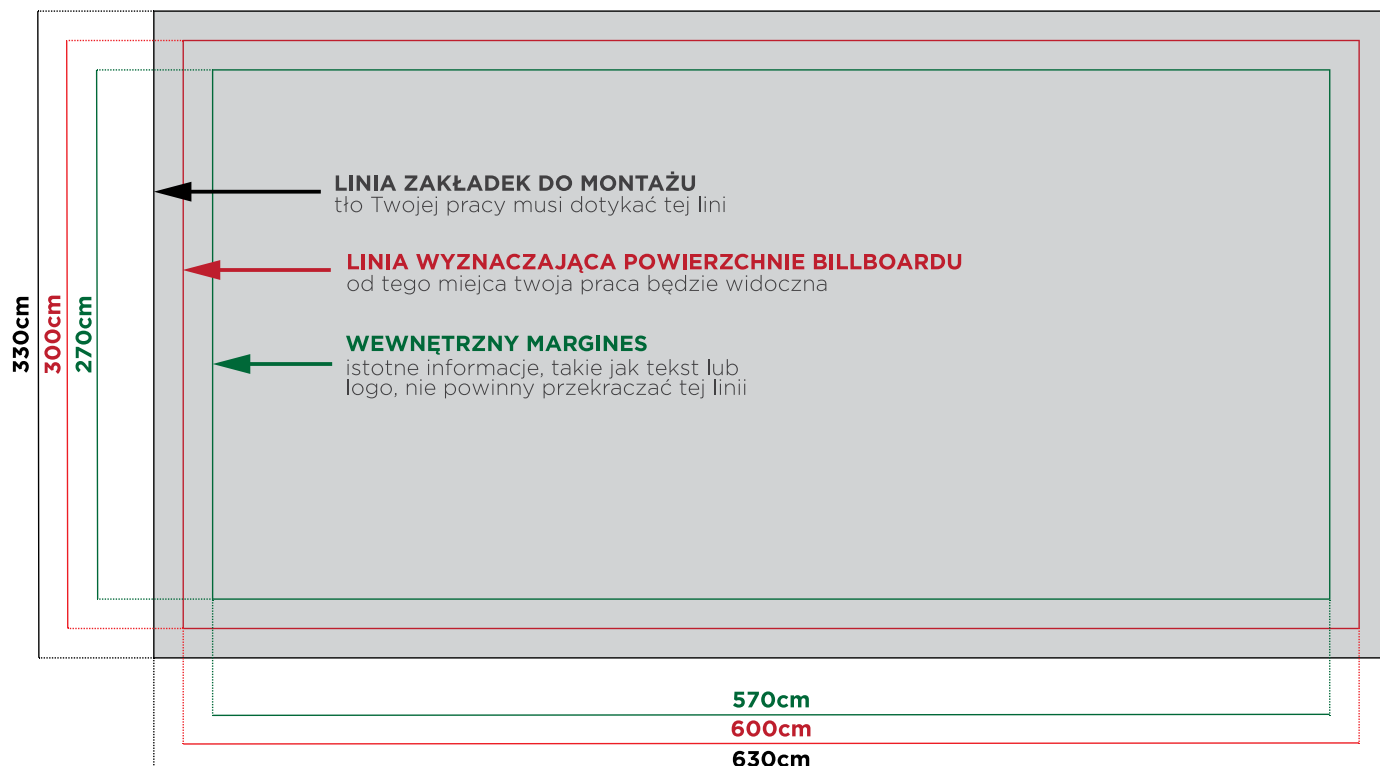 LINIA ZAKŁADEK DO MONTAŻU
tło Twojej pracy musi dotykać tej lini
LINIA WYZNACZAJĄCA POWIERZCHNIE BILLBOARDU
od tego miejca twoja praca będzie widoczna
WEWNĘTRZNY MARGINES
istotne informacje, takie jak tekst lub
logo, nie powinny przekraczać tej linii
330cm
300cm
270cm
570cm
600cm
630cm